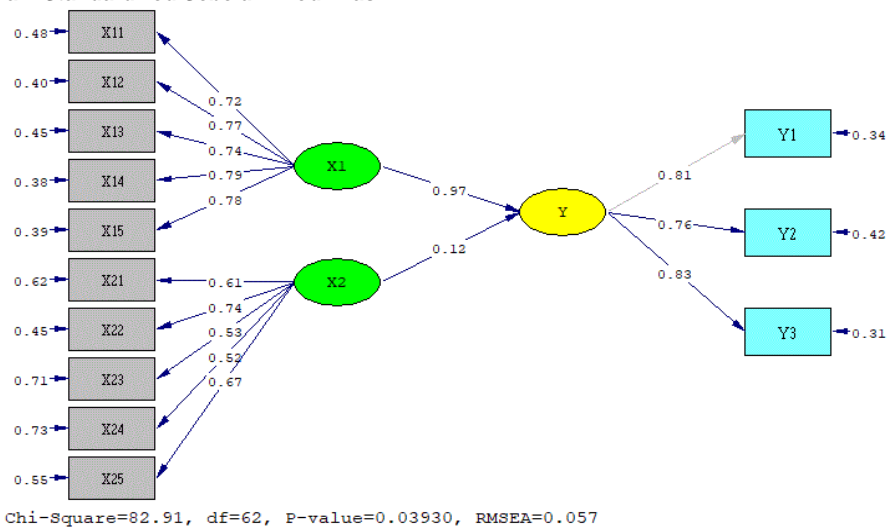 0.48 X11
0.40 X12
0.72
0.77
0.45 X13
0.74
Y1 0.34
0.38 X14
0.79
X1
0.81
0.78
0.97
0.39 X15
Y
0.76
Y2 0.42
0.12
0.62 X21
0.61
X2
0.83
0.74
0.45 X22
0.53
Y3 0.31
0.52
0.71 X23
0.67
0.73 X24
0.55 X25
Chi-Square=82.91, df=62, P-value=0.03930, RMSEA=0.057